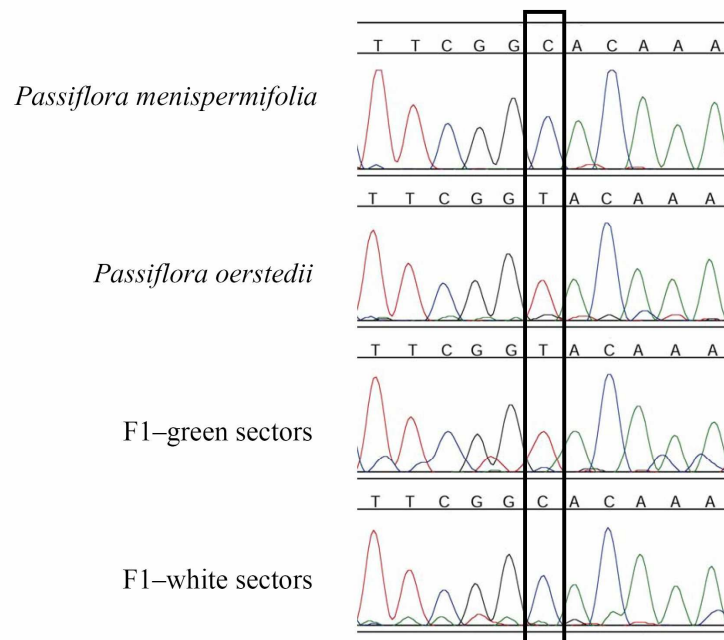 T T C G G C A C A A A
Passiflora menispermifolia
T T C G G T A C A A A
Passiflora oerstedii
T T C G G T A C A A A
F1–green sectors
T T C G G C A C A A A
F1–white sectors